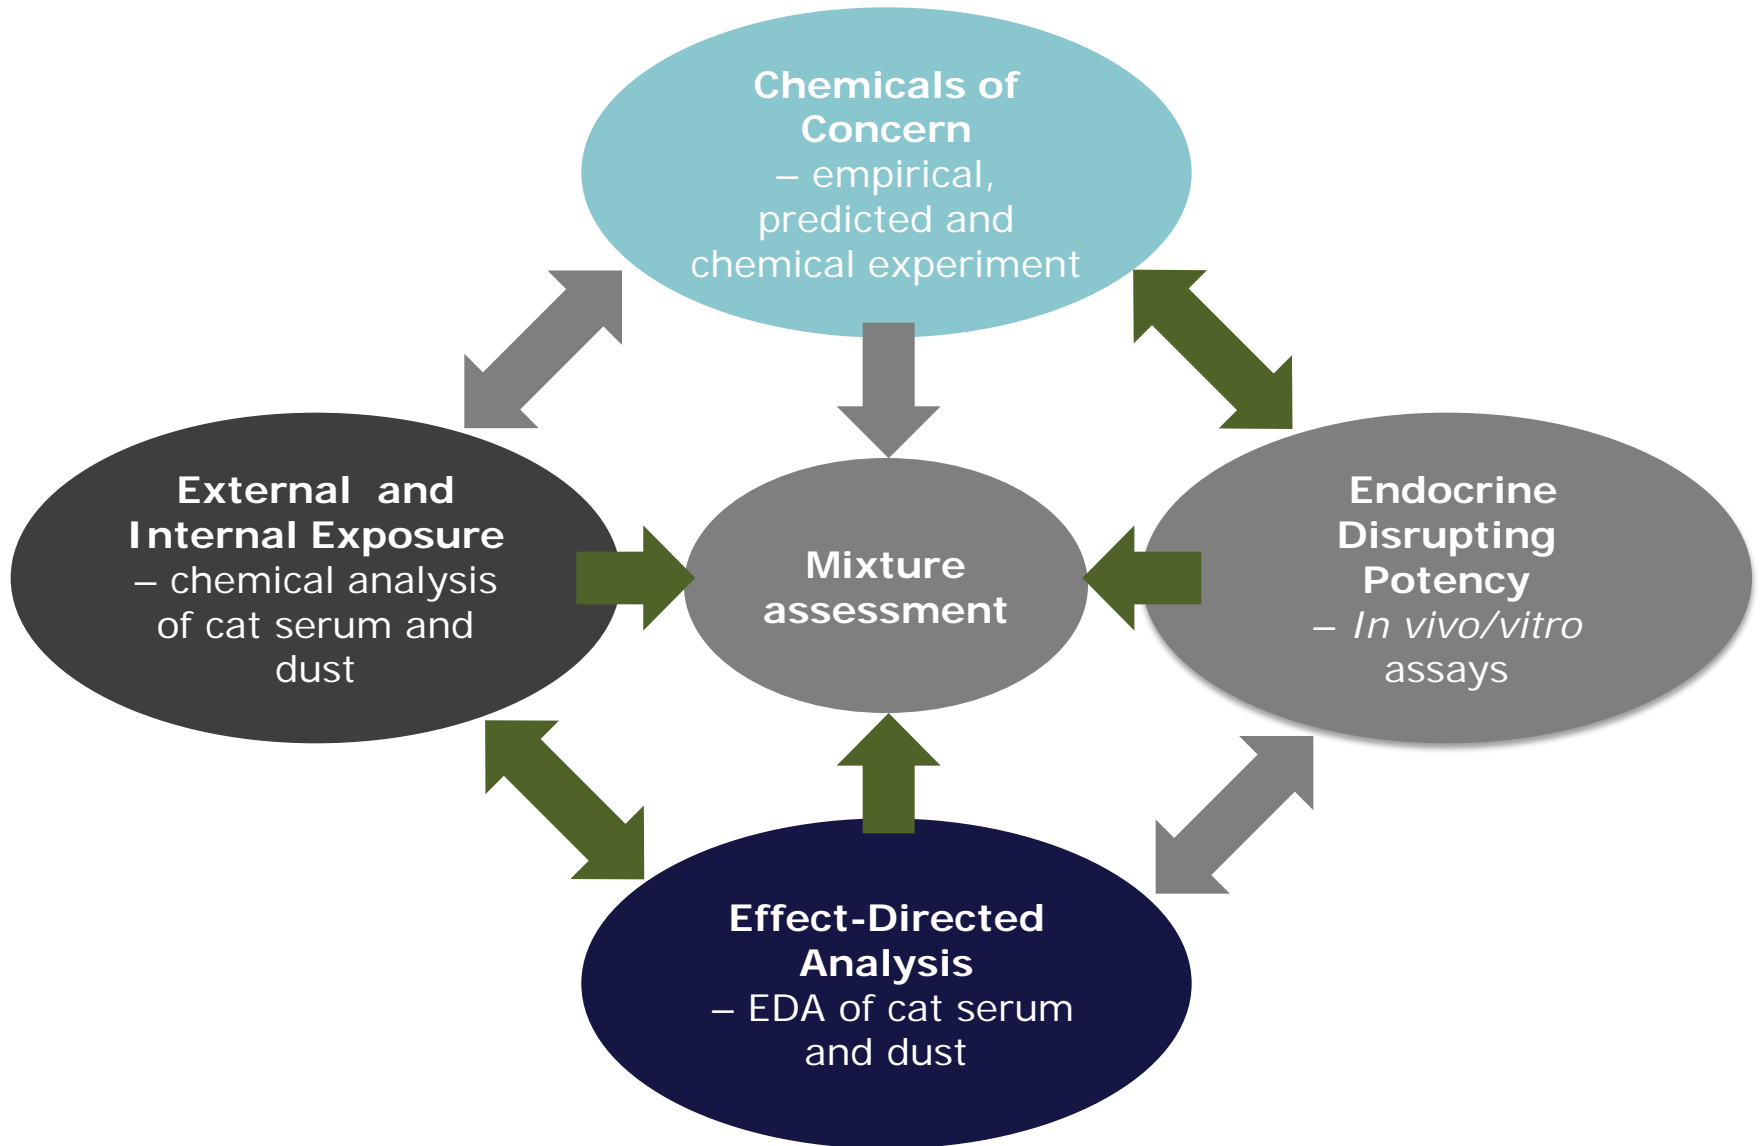 Chemicals of
Concern
– empirical,
predicted and
chemical experiment
External and
Internal Exposure
– chemical analysis
of cat serum and
dust
Mixture
assessment
Endocrine
Disrupting
Potency
– In vivo/vitro
assays
Effect-Directed
Analysis
– EDA of cat serum
and dust